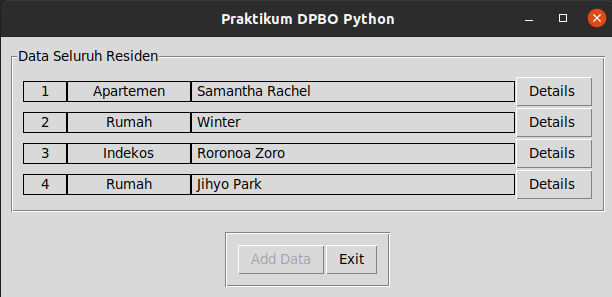 Praktikum DPBO Python
Data Seluruh Residen
1 Apartemen Samantha Rachel Details
2 Rumah Winter Details
3 Indekos Roronoa Zoro Details
4 Rumah Jihyo Park Details
Add Data Exit